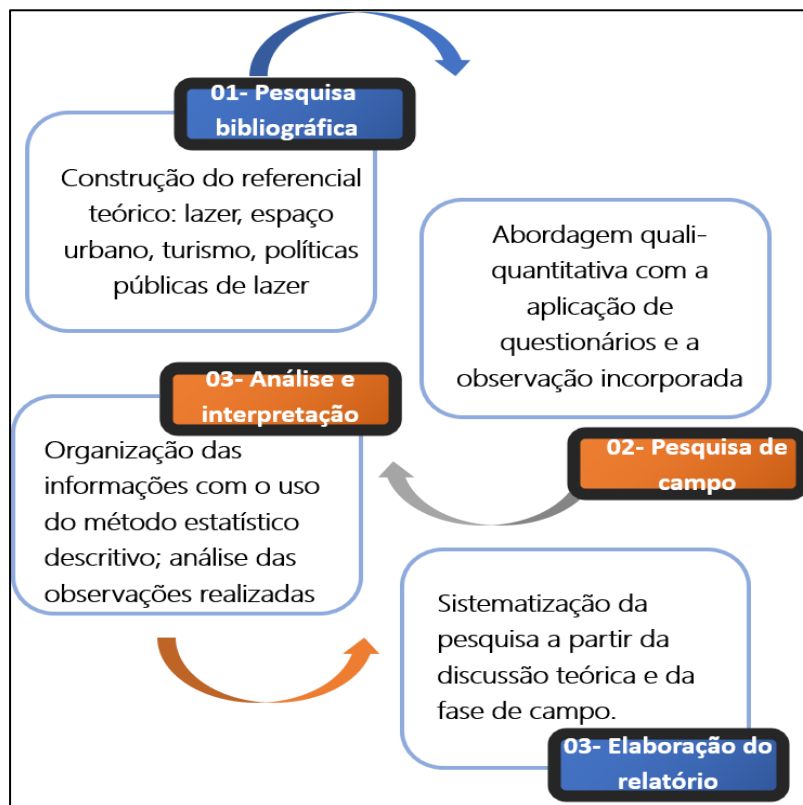 01- Pesquisa
bibliográfica
Construção do referencial
teórico: lazer, espaço
urbano, turismo, políticas
públicas de lazer
Abordagem quali-
quantitativa com a
aplicação de
questionários e a
observação incorporada
02- Pesquisa de
campo
03- Análise e
interpretação
Organização das
informações com o uso
do método estatístico
descritivo; análise das
observações realizadas
Sistematização da
pesquisa a partir da
discussão teórica e da
fase de campo.
03- Elaboração do
relatório